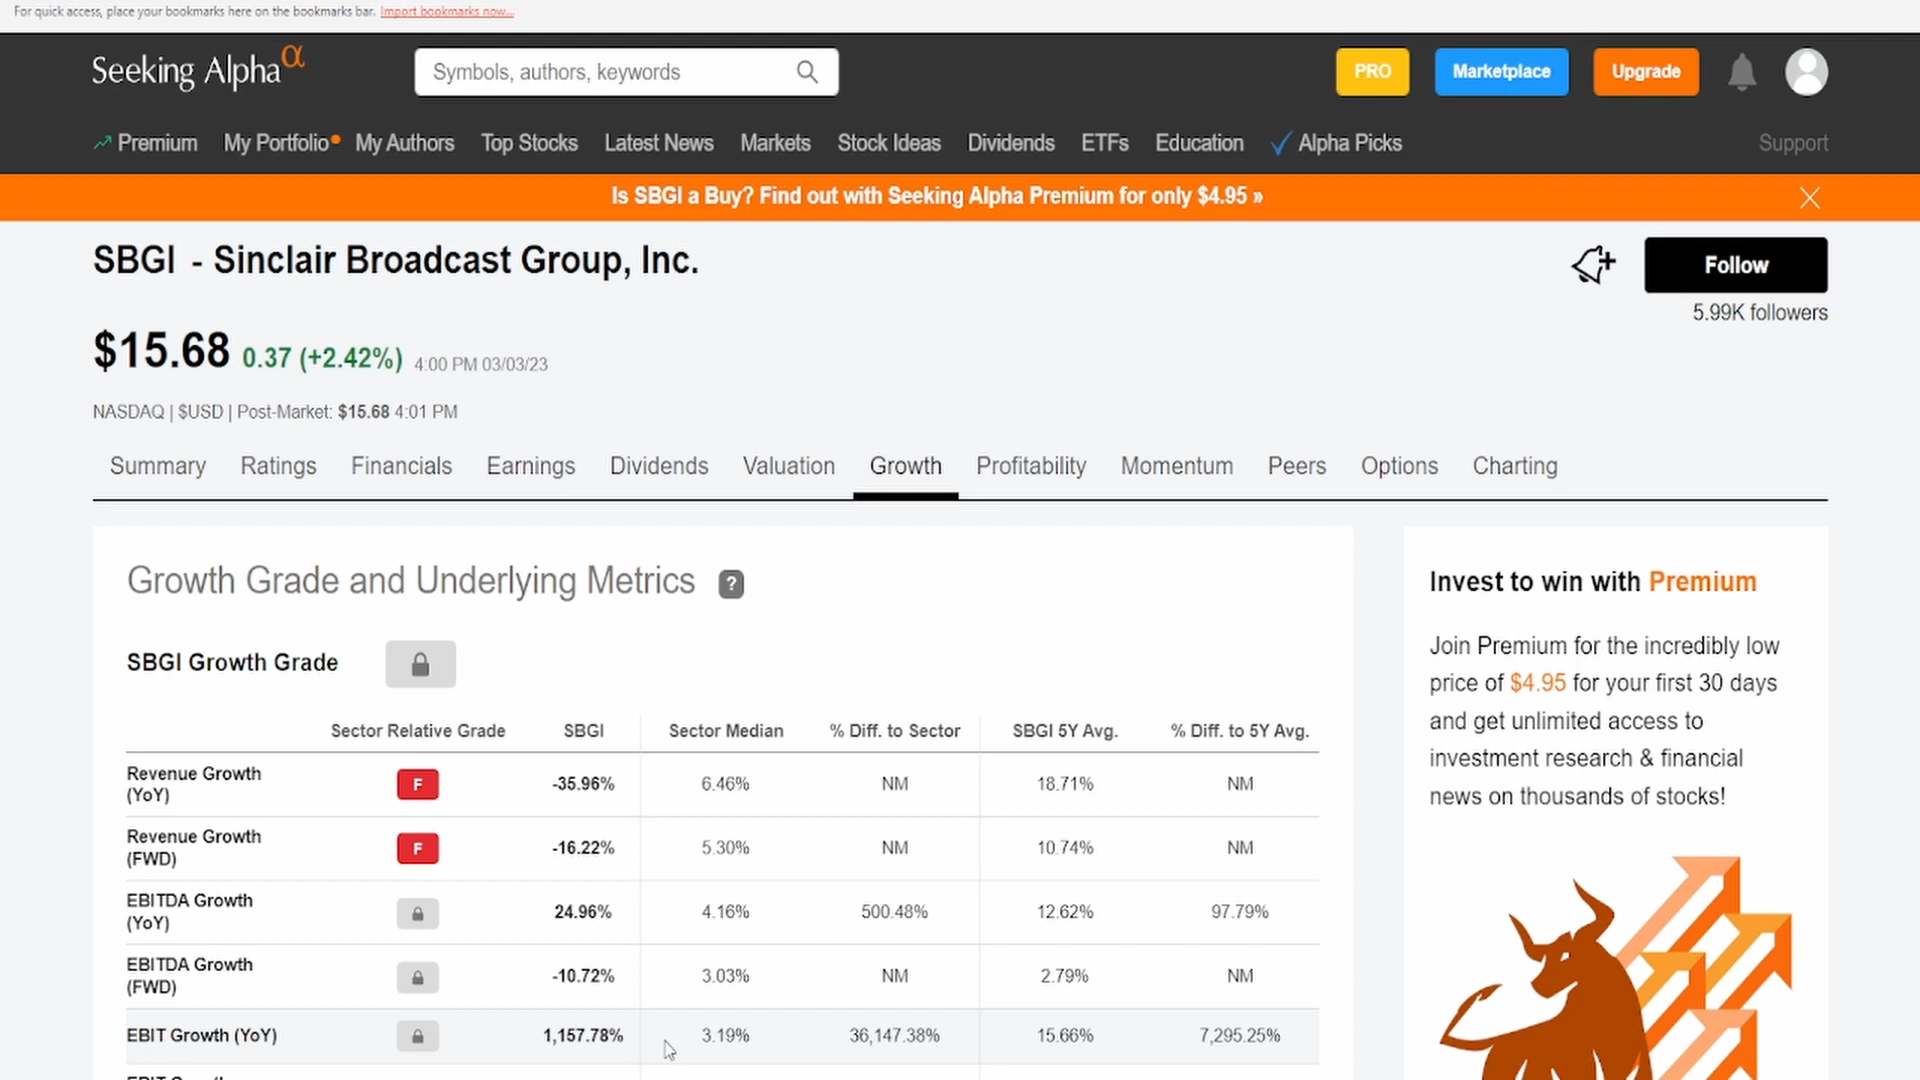 For quick access, place your bookmarks here on the bookmarks bar. Import bookmarks now...
Seeking Alpha α
Symbols, authors, keywords
PRO
Marketplace
Upgrade
Premium My Portfolio My Authors Top Stocks Latest News Markets Stock Ideas Dividends ETFs Education Alpha Picks Support
Is SBGI a Buy? Find out with Seeking Alpha Premium for only $4.95 »
SBGI - Sinclair Broadcast Group, Inc.
Follow
5.99K followers
$15.68 0.37 (+2.42%) 4:00 PM 03/03/23
NASDAQ | $USD | Post-Market: $15.68 4:01 PM
Summary Ratings Financials Earnings Dividends Valuation Growth Profitability Momentum Peers Options Charting
Growth Grade and Underlying Metrics ?
SBGI Growth Grade
Sector Relative Grade SBGI Sector Median % Diff. to Sector SBGI 5Y Avg. % Diff. to 5Y Avg.
Revenue Growth
(YoY)
F -35.96% 6.46% NM 18.71% NM
Revenue Growth
(FWD)
F -16.22% 5.30% NM 10.74% NM
EBITDA Growth
(YoY)
24.96% 4.16% 500.48% 12.62% 97.79%
EBITDA Growth
(FWD)
-10.72% 3.03% NM 2.79% NM
EBIT Growth (YoY) 1,157.78% 3.19% 36,147.38% 15.66% 7,295.25%
Invest to win with Premium
Join Premium for the incredibly low
price of $4.95 for your first 30 days
and get unlimited access to
investment research & financial
news on thousands of stocks!